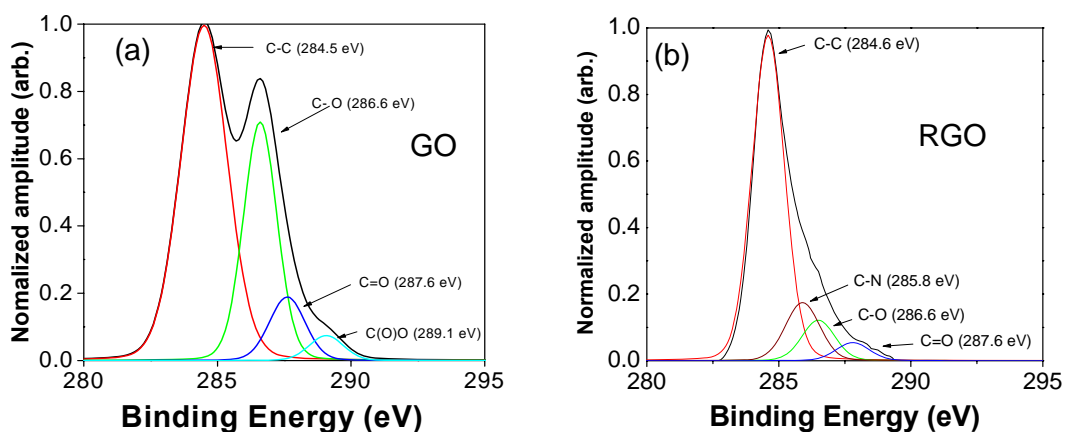 (a)
GO
C-C (284.5 eV)
C- O (286.6 eV)
C=O (287.6 eV)
C(O)O (289.1 eV)
Normalized amplitude (arb.)
1.0
0.8
0.6
0.4
0.2
0.0
280
285
290
295
Binding Energy (eV)
(b)
RGO
C-C (284.6 eV)
C-N (285.8 eV)
C-O (286.6 eV)
C=O (287.6 eV)
Normalized amplitude (arb.)
1.0
0.8
0.6
0.4
0.2
0.0
280
285
290
295
Binding Energy (eV)